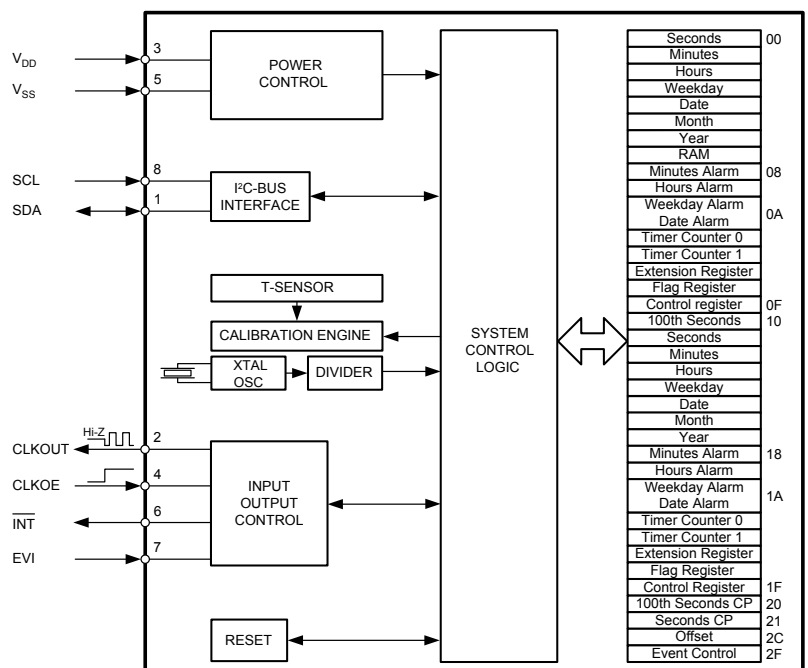 V_DD
3
V_SS
5
POWER
CONTROL
SCL
8
SDA
1
I²C-BUS
INTERFACE
T-SENSOR
CALIBRATION ENGINE
XTAL
OSC
DIVIDER
Hi-Z
CLKOUT
2
CLKOE
4
INT
6
EVI
7
INPUT
OUTPUT
CONTROL
RESET
SYSTEM
CONTROL
LOGIC
Seconds 00
Minutes
Hours
Weekday
Date
Month
Year
RAM
Minutes Alarm 08
Hours Alarm
Weekday Alarm
Date Alarm 0A
Timer Counter 0
Timer Counter 1
Extension Register
Flag Register
Control register 0F
100th Seconds 10
Seconds
Minutes
Hours
Weekday
Date
Month
Year
Minutes Alarm 18
Hours Alarm
Weekday Alarm
Date Alarm 1A
Timer Counter 0
Timer Counter 1
Extension Register
Flag Register
Control Register 1F
100th Seconds CP 20
Seconds CP 21
Offset 2C
Event Control 2F